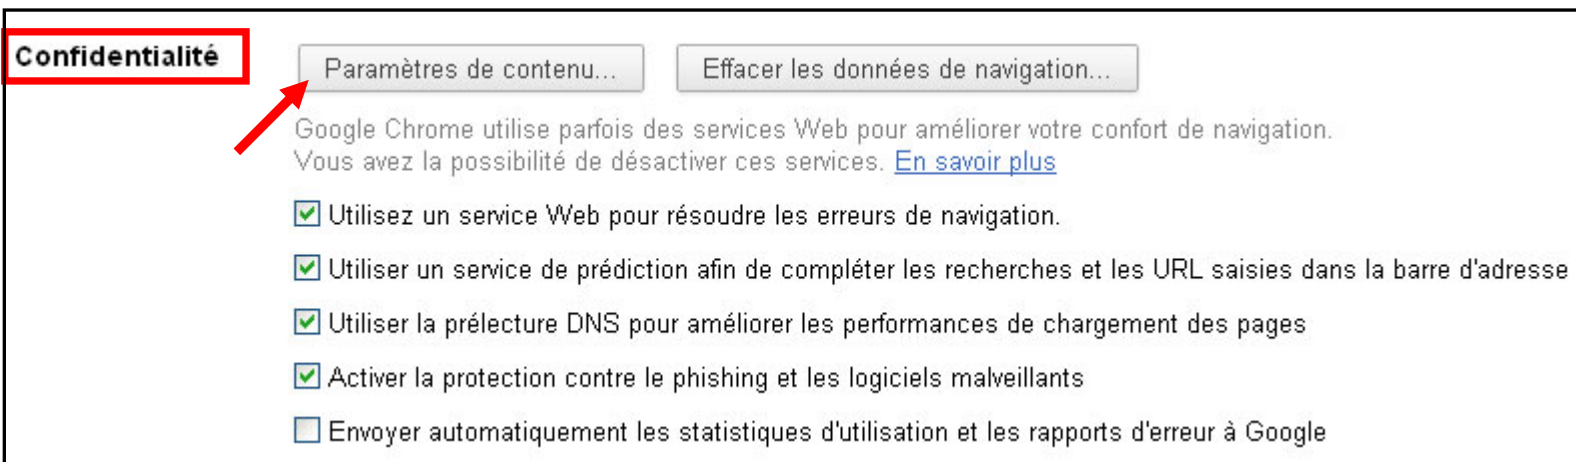 Confidentialité
Paramètres de contenu... Effacer les données de navigation...
Google Chrome utilise parfois des services Web pour améliorer votre confort de navigation.
Vous avez la possibilité de désactiver ces services. En savoir plus
Utilisez un service Web pour résoudre les erreurs de navigation.
Utiliser un service de prédiction afin de compléter les recherches et les URL saisies dans la barre d'adresse
Utiliser la prélecture DNS pour améliorer les performances de chargement des pages
Activer la protection contre le phishing et les logiciels malveillants
Envoyer automatiquement les statistiques d'utilisation et les rapports d'erreur à Google